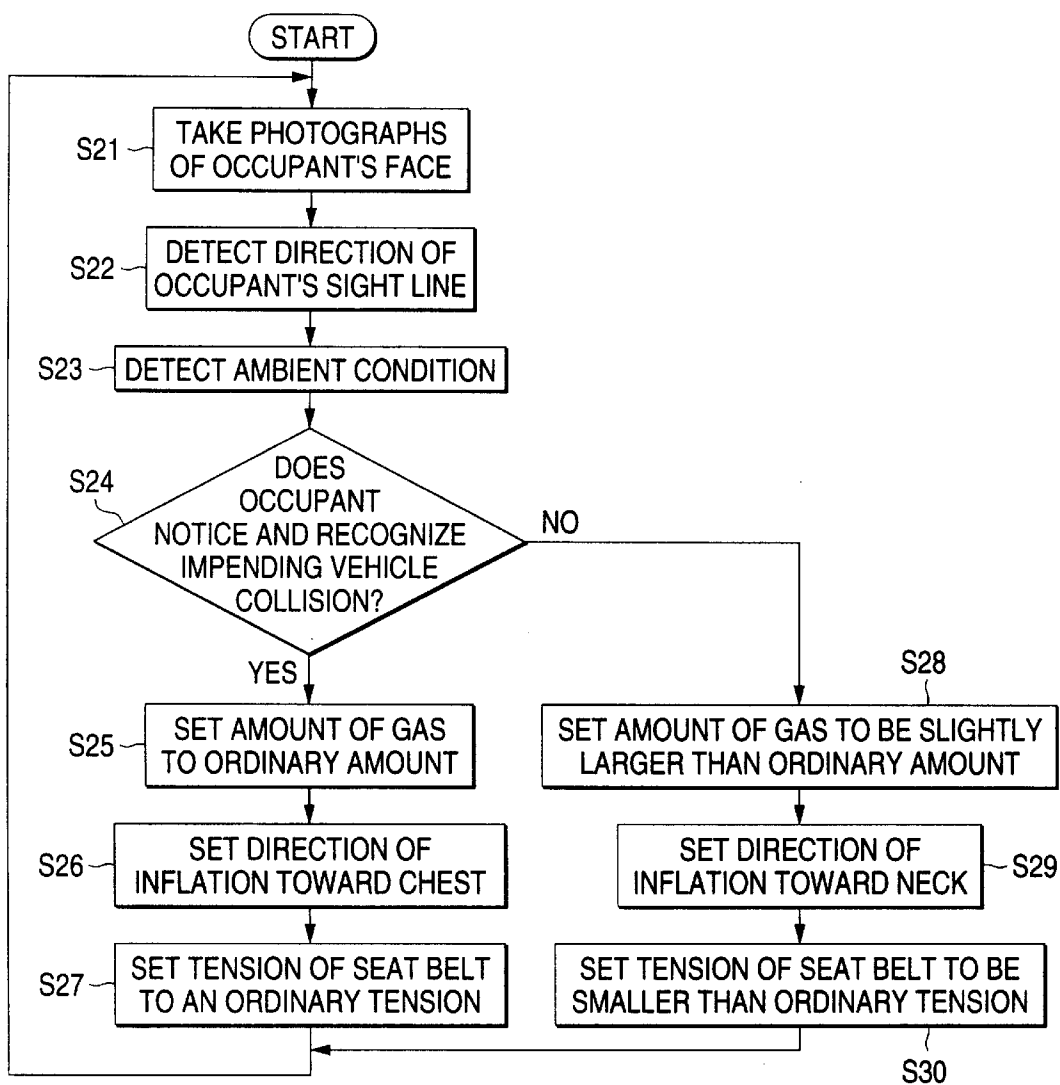 START
S21
TAKE PHOTOGRAPHS
OF OCCUPANT'S FACE
S22
DETECT DIRECTION OF
OCCUPANT'S SIGHT LINE
S23
DETECT AMBIENT CONDITION
S24
DOES
OCCUPANT
NOTICE AND RECOGNIZE
IMPENDING VEHICLE
COLLISION?
NO
YES
S25
SET AMOUNT OF GAS
TO ORDINARY AMOUNT
S26
SET DIRECTION OF
INFLATION TOWARD CHEST
S27
SET TENSION OF SEAT BELT
TO AN ORDINARY TENSION
S28
SET AMOUNT OF GAS TO BE SLIGHTLY
LARGER THAN ORDINARY AMOUNT
SET DIRECTION OF
INFLATION TOWARD NECK
S29
SET TENSION OF SEAT BELT TO BE
SMALLER THAN ORDINARY TENSION
S30